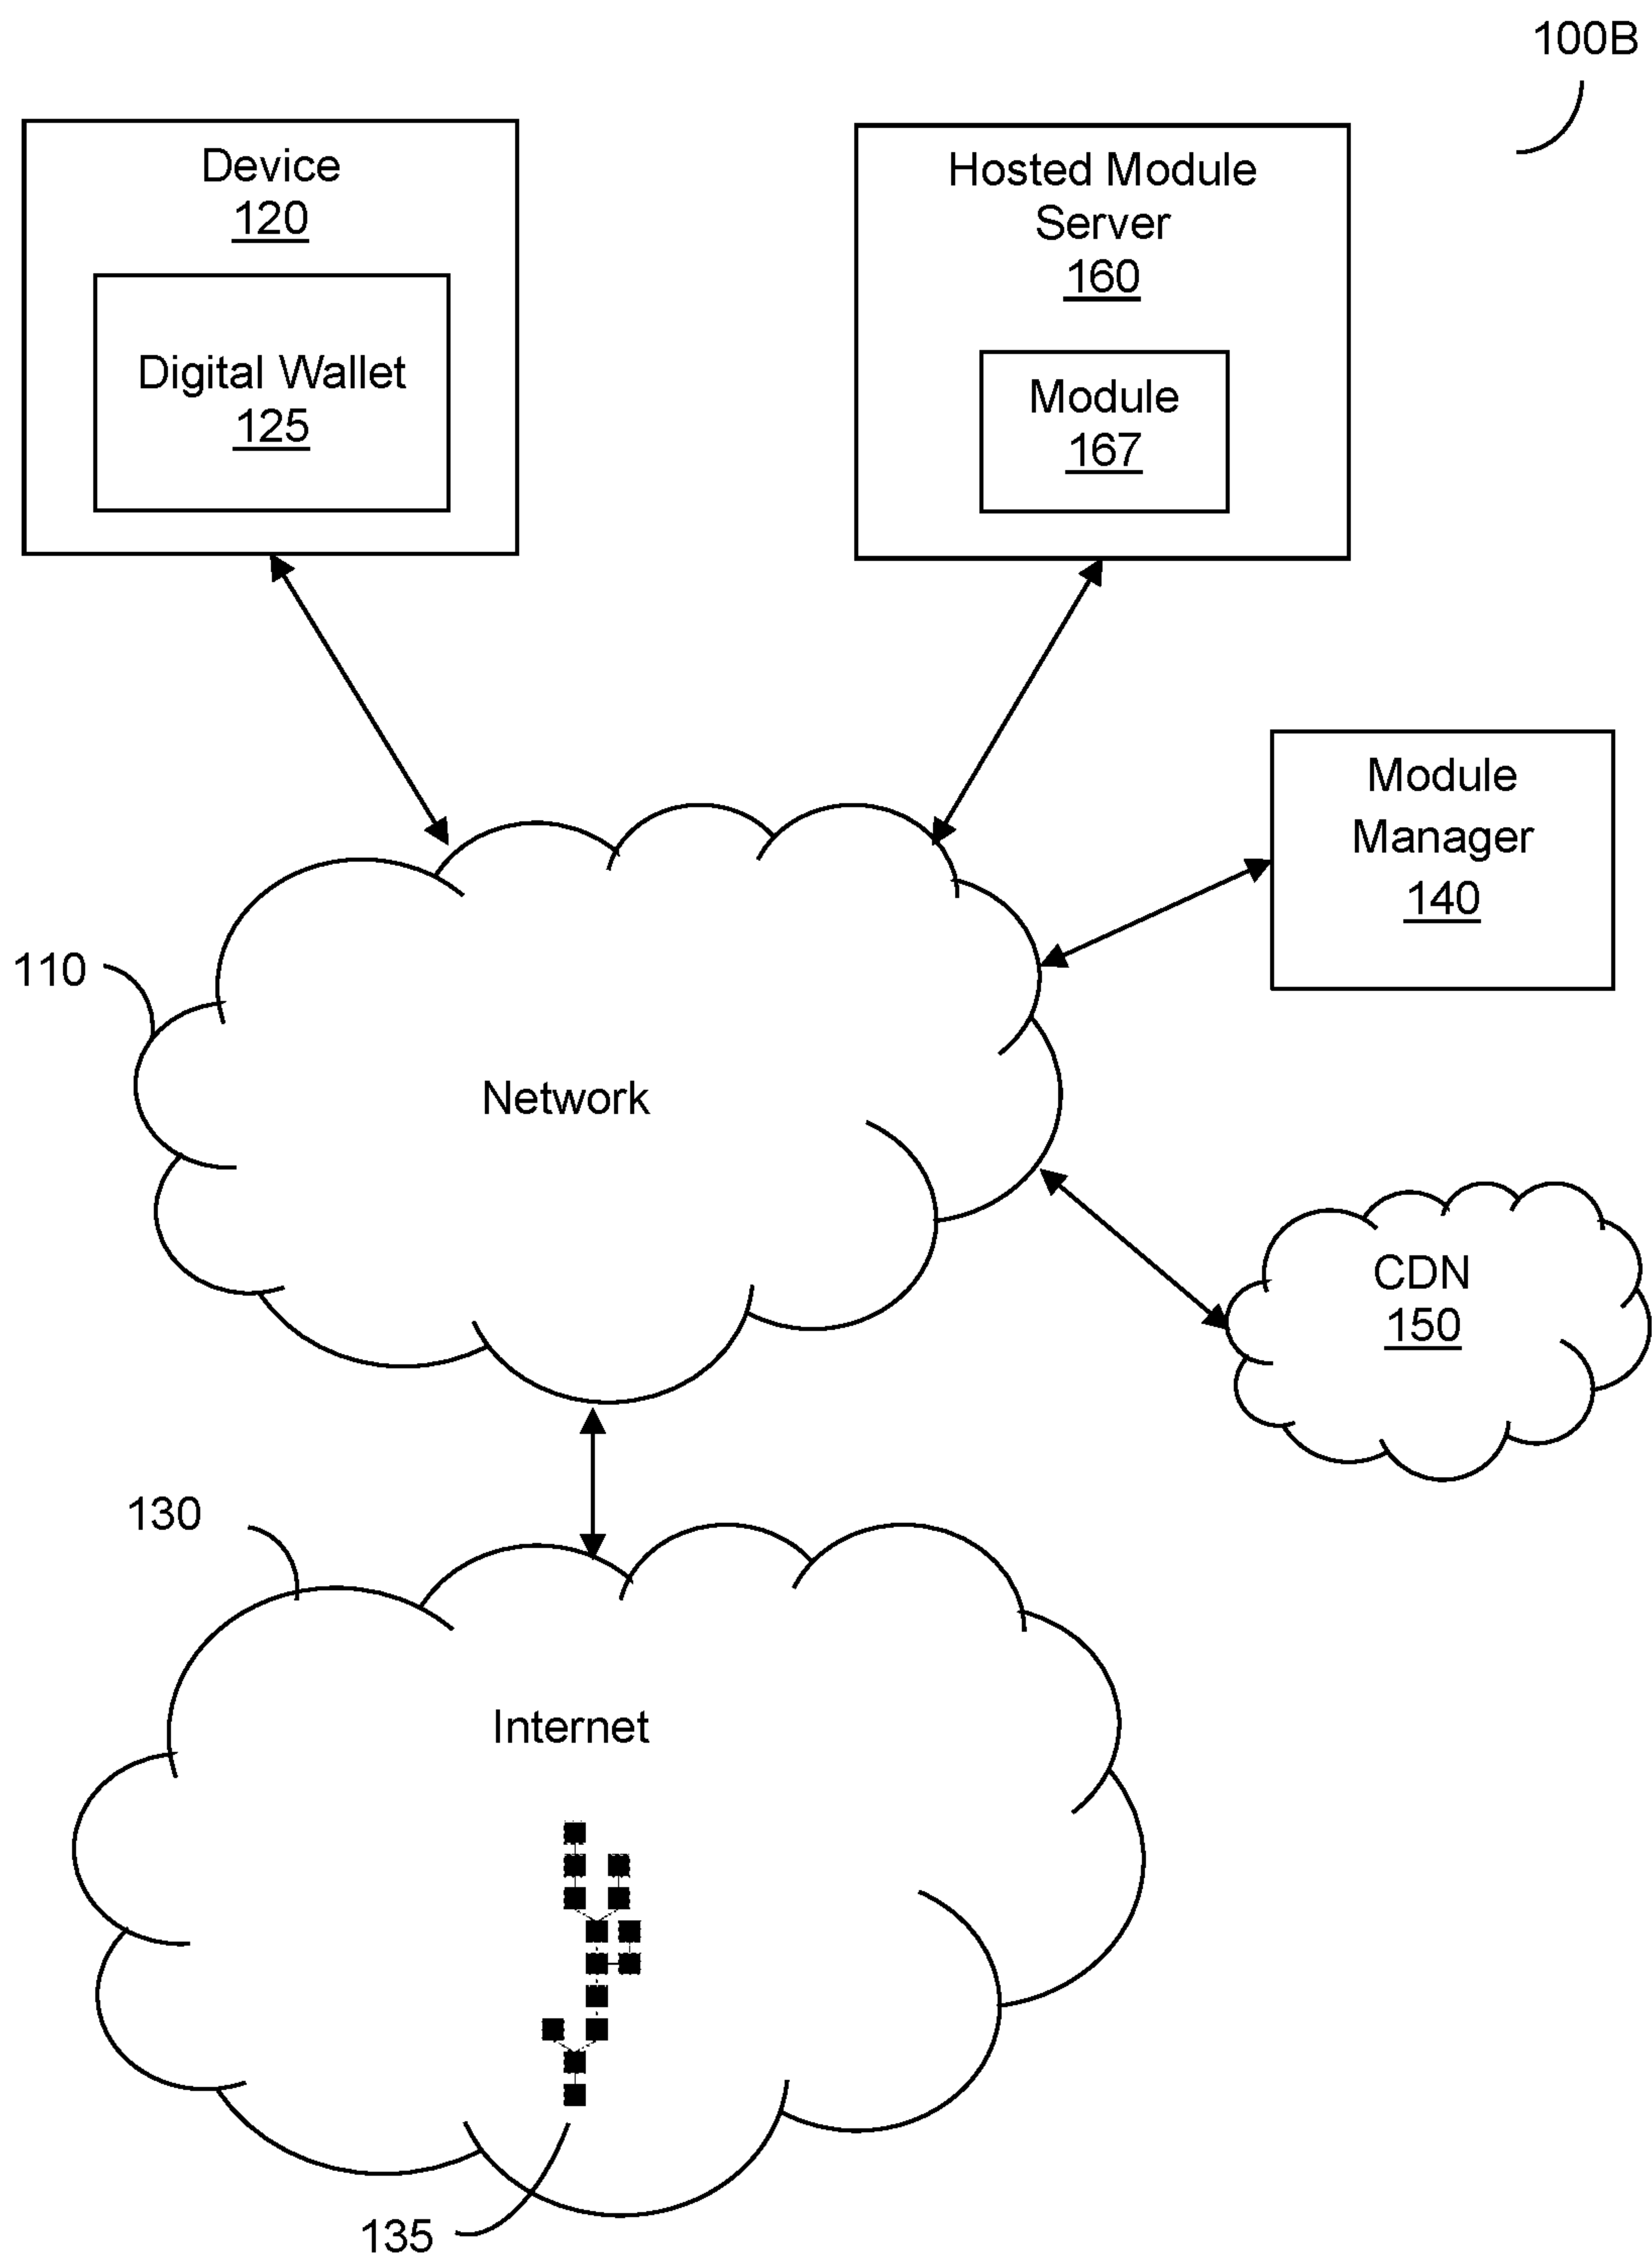 100B
Device
120
Digital Wallet
125
Hosted Module
Server
160
Module
167
Module
Manager
140
110
Network
CDN
150
130
Internet
135